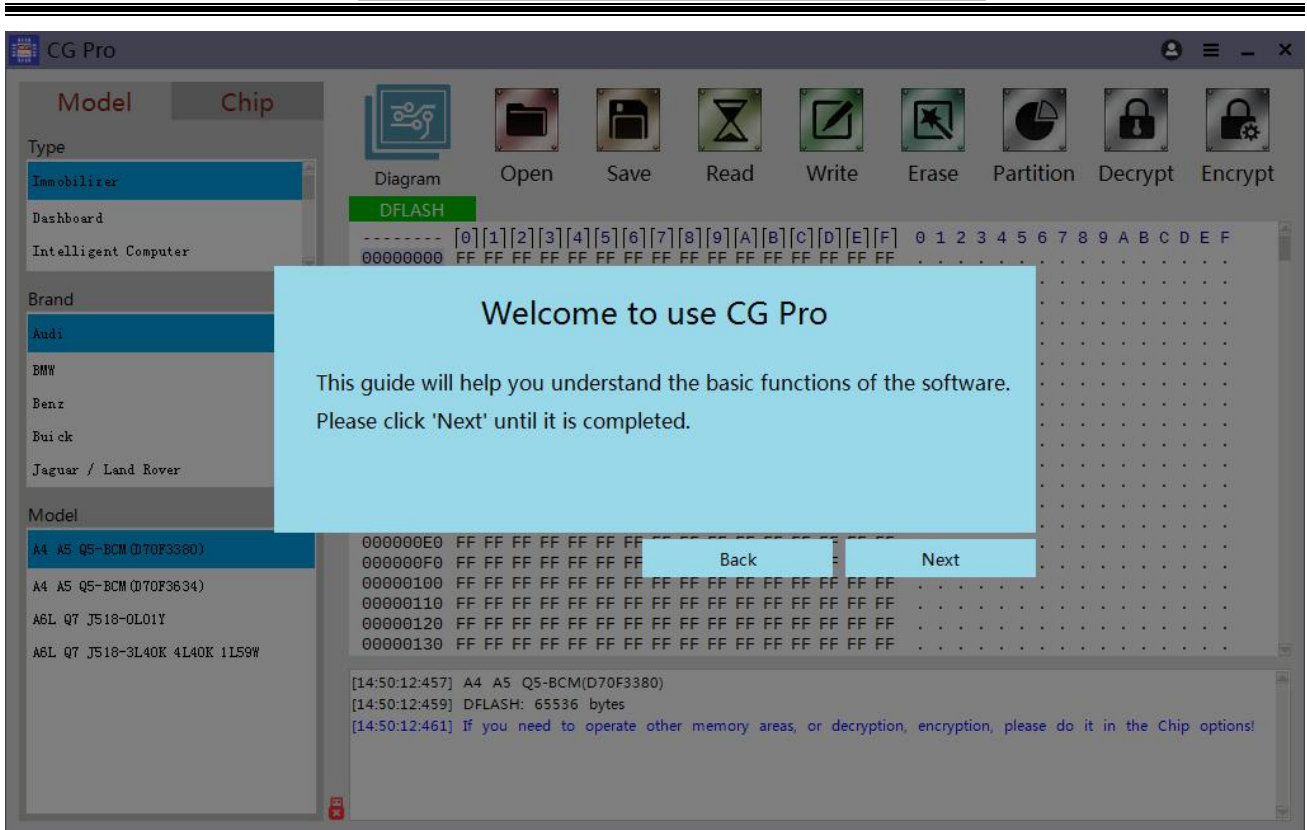 CG Pro
Model Chip
Type
Immobilizer
Dashboard
Intelligent Computer
Brand
Audi
BMW
Benz
Buick
Jaguar / Land Rover
Model
A4 A5 Q5-BCM(D70F3380)
A4 A5 Q5-BCM(D70F3634)
A6L Q7 J518-0L01Y
A6L Q7 J518-3L40K 4L40K 1L59W
Diagram Open Save Read Write Erase Partition Decrypt Encrypt
DFLASH
-------- [0][1][2][3][4][5][6][7][8][9][A][B][C][D][E][F] 0 1 2 3 4 5 6 7 8 9 A B C D E F
00000000 FF FF FF FF FF FF FF FF FF FF FF FF FF FF FF FF . . . . . . . . . . . . . . . .
Welcome to use CG Pro
This guide will help you understand the basic functions of the software.
Please click 'Next' until it is completed.
000000E0 FF FF FF FF FF FF FF
000000F0 FF FF FF FF FF FF FF
Back Next
00000100 FF FF FF FF FF FF FF FF FF FF FF FF FF FF FF FF . . . . . . . . . . . . . . . .
00000110 FF FF FF FF FF FF FF FF FF FF FF FF FF FF FF FF . . . . . . . . . . . . . . . .
00000120 FF FF FF FF FF FF FF FF FF FF FF FF FF FF FF FF . . . . . . . . . . . . . . . .
00000130 FF FF FF FF FF FF FF FF FF FF FF FF FF FF FF FF . . . . . . . . . . . . . . . .
[14:50:12:457] A4 A5 Q5-BCM(D70F3380)
[14:50:12:459] DFLASH: 65536 bytes
[14:50:12:461] If you need to operate other memory areas, or decryption, encryption, please do it in the Chip options!